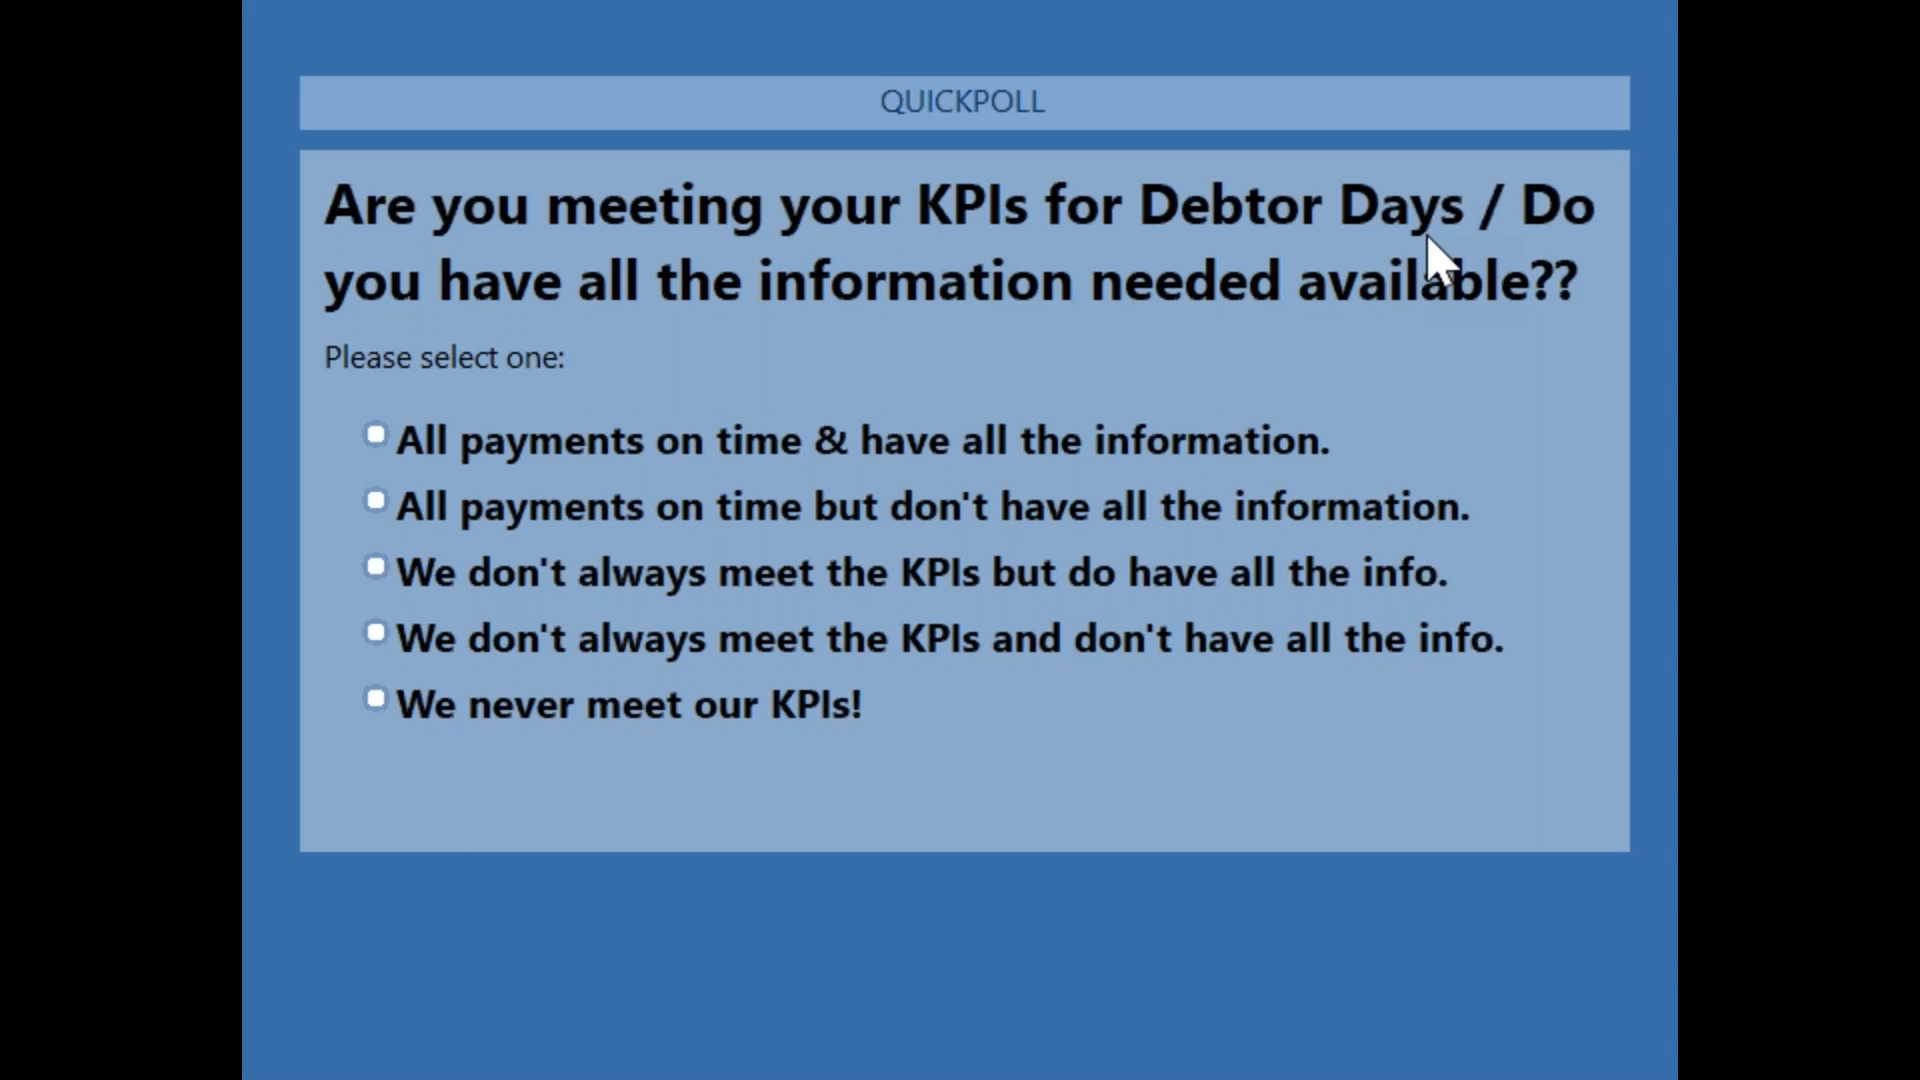 QUICKPOLL
Are you meeting your KPIs for Debtor Days / Do
you have all the information needed available??
Please select one:
All payments on time & have all the information.
All payments on time but don't have all the information.
We don't always meet the KPIs but do have all the info.
We don't always meet the KPIs and don't have all the info.
We never meet our KPIs!